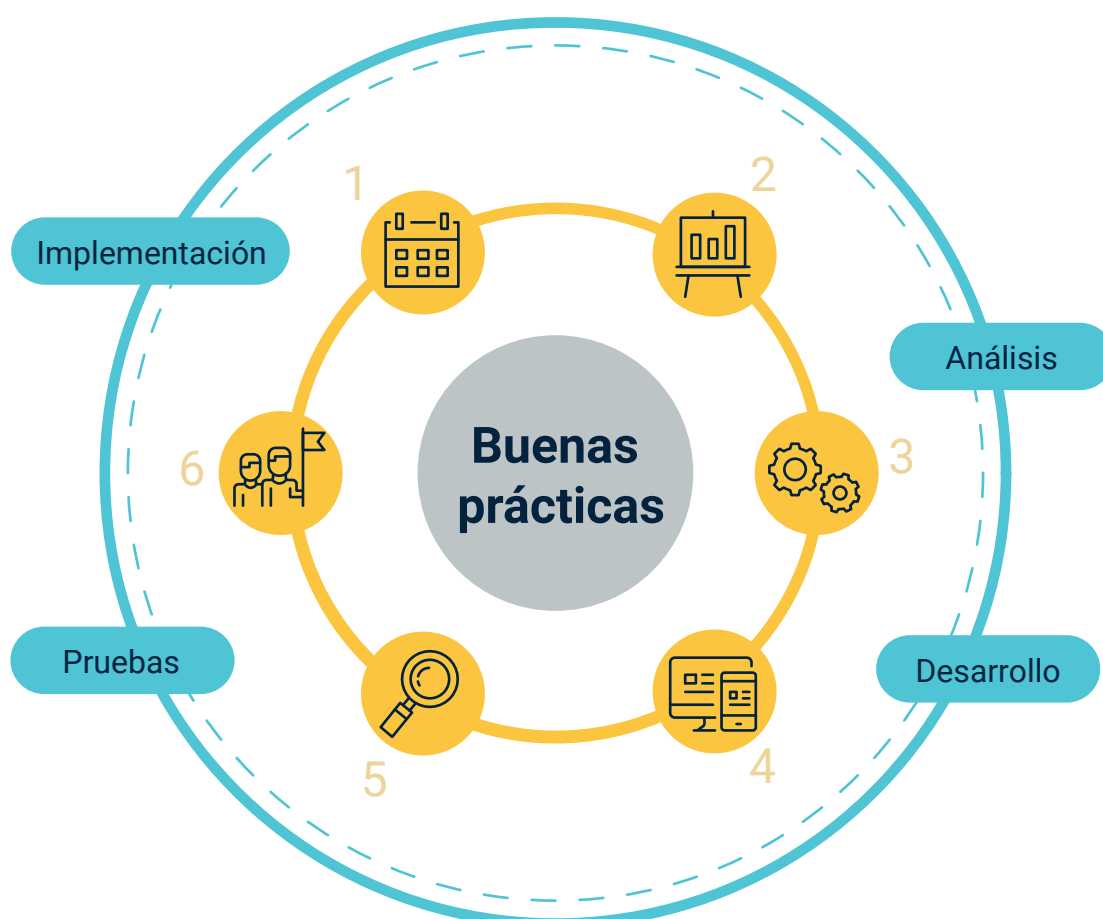 1
2
Implementación
Análisis
Buenas
prácticas
6
3
Pruebas
Desarrollo
5
4